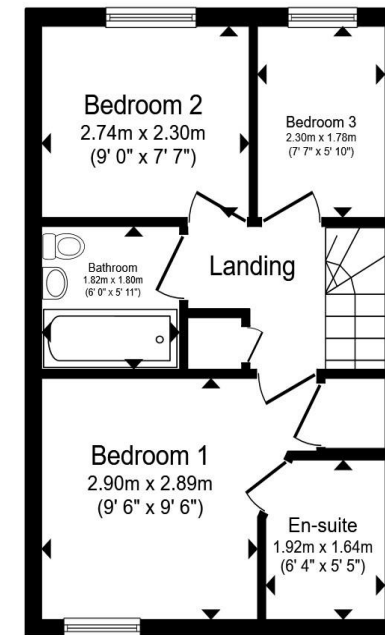 Bedroom 2
2.74m x 2.30m
(9' 0" x 7' 7")
Bedroom 3
2.30m x 1.78m
(7' 7" x 5' 10")
Bathroom
1.82m x 1.80m
(6' 0" x 5' 11")
Landing
Bedroom 1
2.90m x 2.89m
(9' 6" x 9' 6")
En-suite
1.92m x 1.64m
(6' 4" x 5' 5")